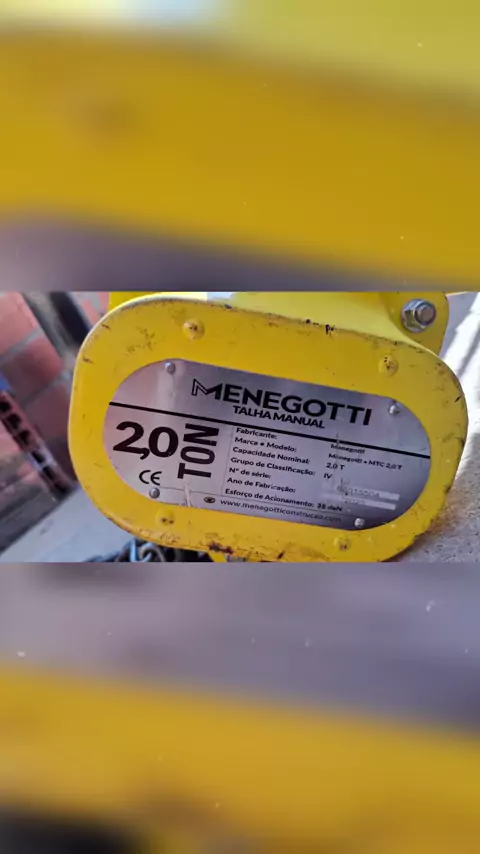 MENEGOTTI
TALHA MANUAL
2,0 TON
CE
Fabricante: Menegotti
Marca e Modelo: Menegotti • MTC 2,0 T
Capacidade Nominal: 2,0 T
Grupo de Classificação: IV
Nº de série:
Ano de Fabricação:
Esforço de Acionamento: 35 daN
www.menegotticonstrucao.com